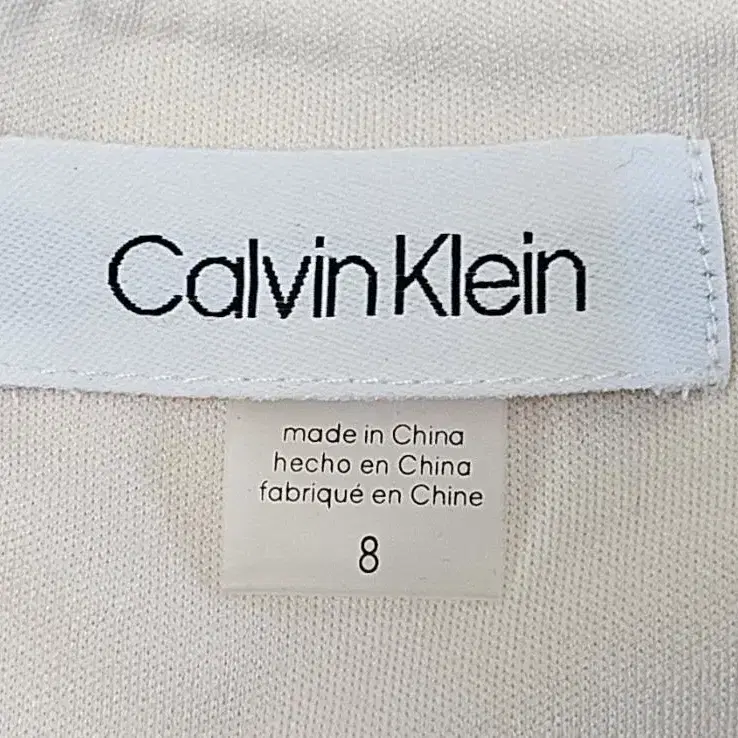 Calvin Klein
made in China
hecho en China
fabriqué en Chine
8